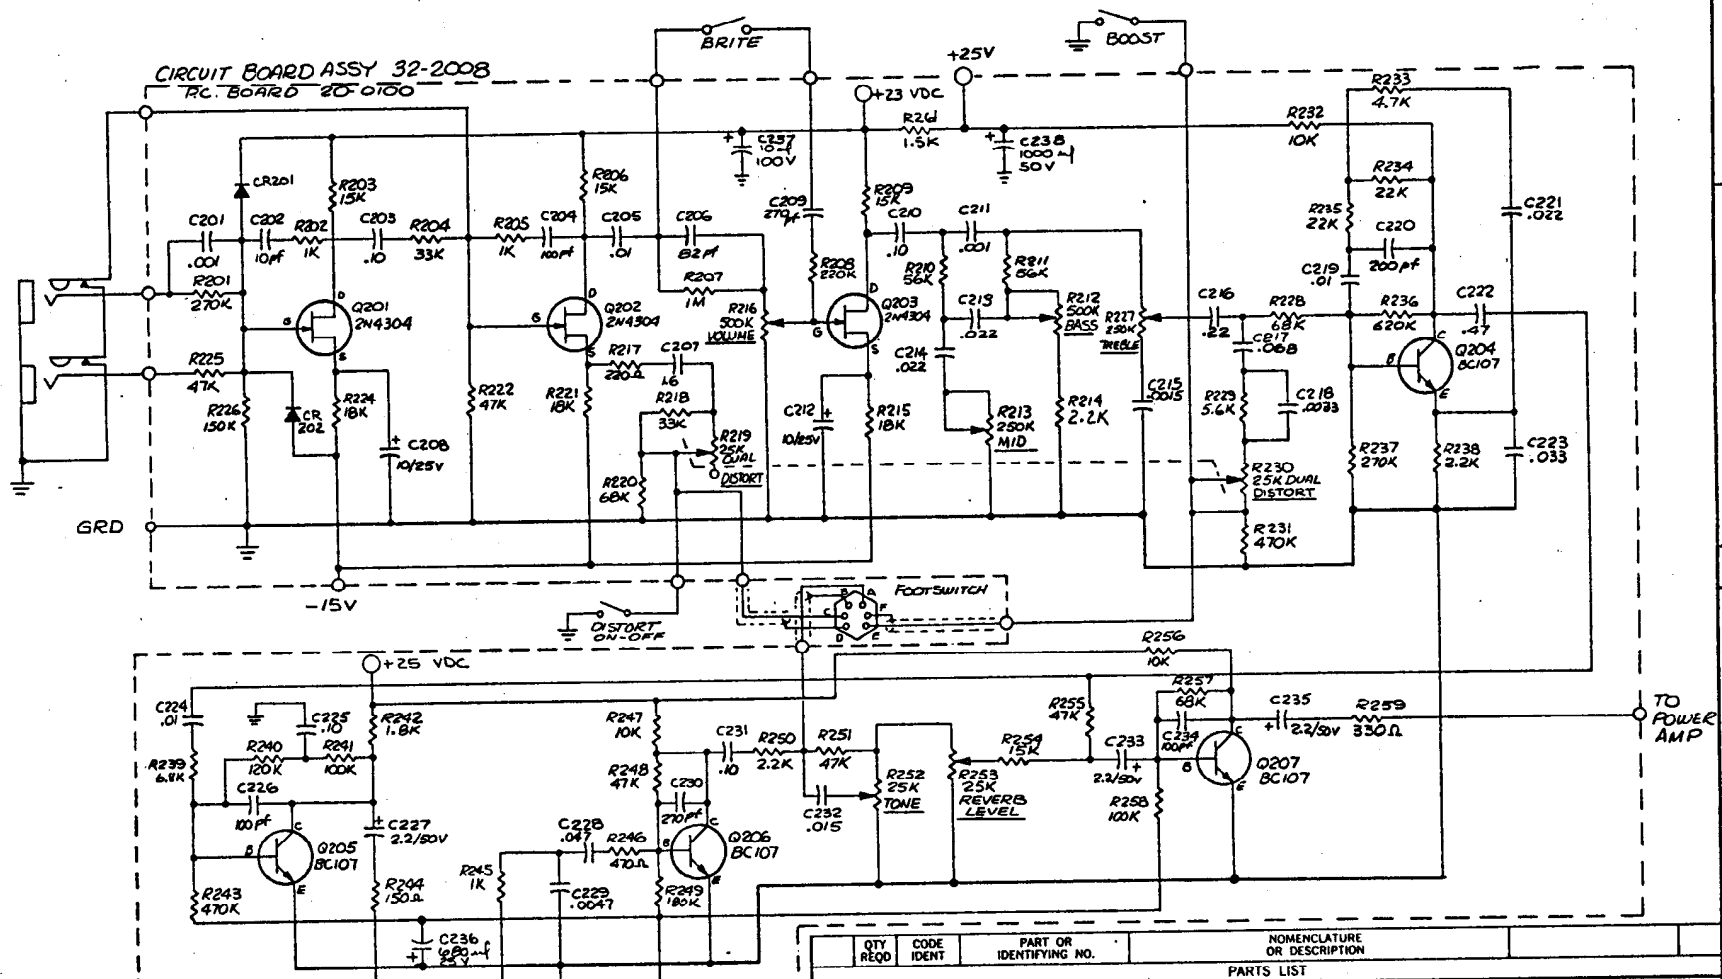 BRITE
BOOST
CIRCUIT BOARD ASSY 32-2008
P.C. BOARD 20-0100
+25V
+23 VDC
R233
4.7K
R261
1.5K
R232
10K
C237
100V
C238
1000 mf
50V
CR201
R203
15K
R206
15K
R209
15K
R234
22K
C221
.022
C209
270pf
R235
22K
C220
200pf
C201
.001
C202
10pf
R202
1K
C203
.10
R204
33K
R205
1K
C204
100pf
C205
.01
C206
82pf
C210
.10
C211
.001
R201
270K
R207
1M
R208
220K
R210
56K
R211
56K
C219
.01
D
Q201
2N4304
G
S
D
Q202
2N4304
G
S
R216
500K
VOLUME
D
Q203
2N4304
G
S
C213
.022
R212
500K
BASS
R227
250K
TREBLE
C216
.22
R228
68K
R236
620K
C222
.47
C217
.068
C
Q204
BC107
B
E
R225
47K
R217
220Ω
C207
1.6
C214
.022
R226
150K
CR
202
R224
18K
C208
10/25V
R222
47K
R221
18K
R218
33K
R219
25K
DUAL
DISTORT
R220
68K
C212
10/25V
R215
18K
R213
250K
MID
R214
2.2K
C215
.0015
R229
5.6K
C218
.0033
R230
25K DUAL
DISTORT
R231
470K
R237
270K
R238
2.2K
C223
.033
GRD
-15V
DISTORT
ON-OFF
FOOTSWITCH
B
A
C
F
D
E
+25 VDC
R256
10K
C224
.01
C225
.10
R242
1.8K
R247
10K
C231
.10
R250
2.2K
R251
47K
R255
47K
R257
68K
C235
2.2/50V
R259
330Ω
TO
POWER
AMP
R240
120K
R241
100K
R239
6.8K
C226
100pf
R248
47K
C230
270pf
R254
15K
C233
2.2/50V
C234
100pf
C
Q207
BC107
B
E
R258
100K
R252
25K
TONE
R253
25K
REVERB
LEVEL
C232
.015
C227
2.2/50V
C
Q205
BC107
B
E
C228
.047
R246
470Ω
C
Q206
BC107
B
E
R243
470K
R244
150Ω
R245
1K
C229
.0047
R249
180K
C236
QTY
REQD
CODE
IDENT
PART OR
IDENTIFYING NO.
NOMENCLATURE
OR DESCRIPTION
PARTS LIST